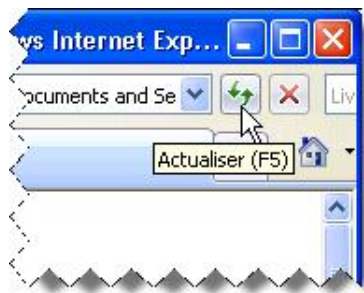 ws Internet Exp...
ocuments and Se
Liv
Actualiser (F5)